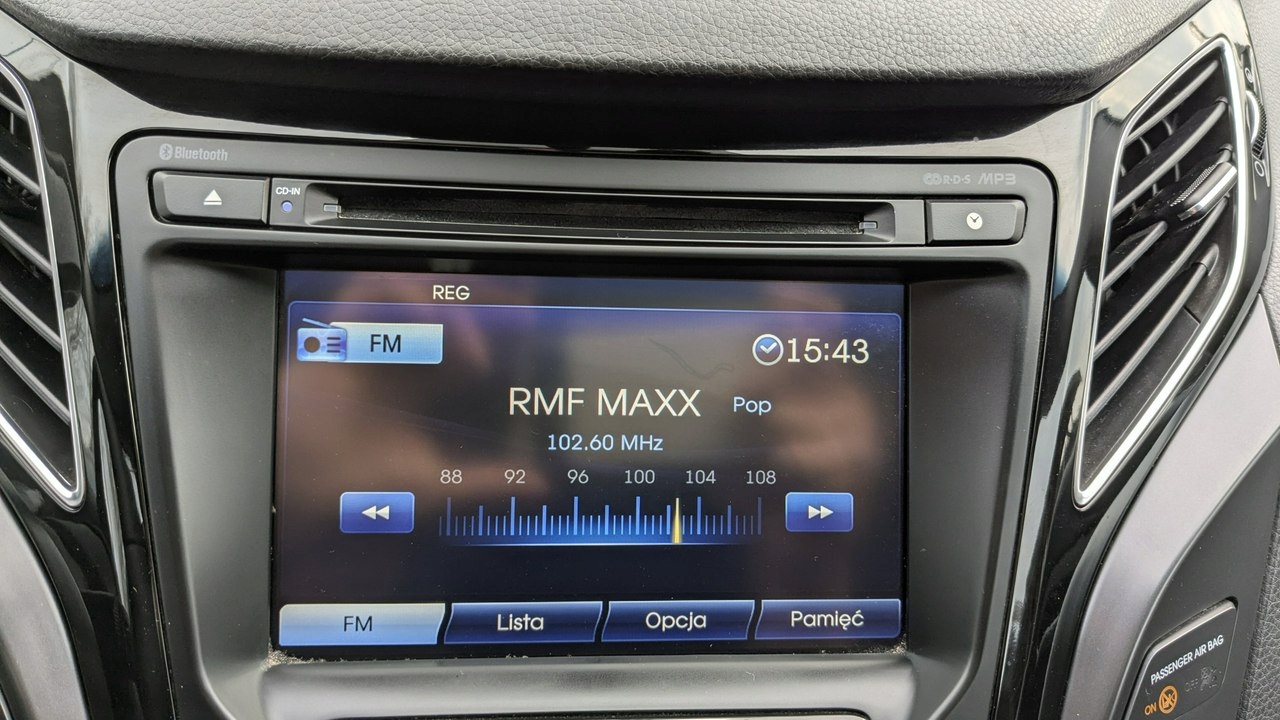 Bluetooth
CD-IN
R·D·S MP3
REG
FM
15:43
RMF MAXX Pop
102.60 MHz
88 92 96 100 104 108
FM Lista Opcja Pamięć
PASSENGER AIR BAG
ON OFF